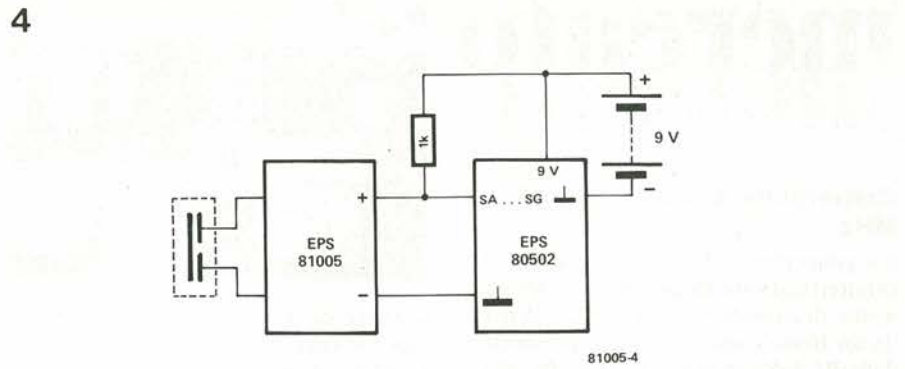 4
+
9 V
1k
9 V
−
+
SA ... SG
EPS
81005
EPS
80502
−
81005-4